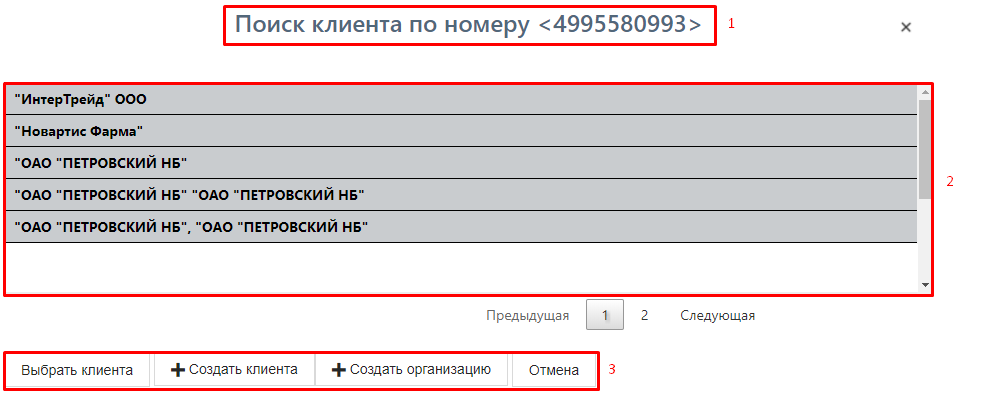 Поиск клиента по номеру <4995580993>
1
×
"ИнтерТрейд" ООО
"Новартис Фарма"
"ОАО "ПЕТРОВСКИЙ НБ"
"ОАО "ПЕТРОВСКИЙ НБ" "ОАО "ПЕТРОВСКИЙ НБ"
"ОАО "ПЕТРОВСКИЙ НБ", "ОАО "ПЕТРОВСКИЙ НБ"
2
Предыдущая 1 2 Следующая
Выбрать клиента + Создать клиента + Создать организацию Отмена 3